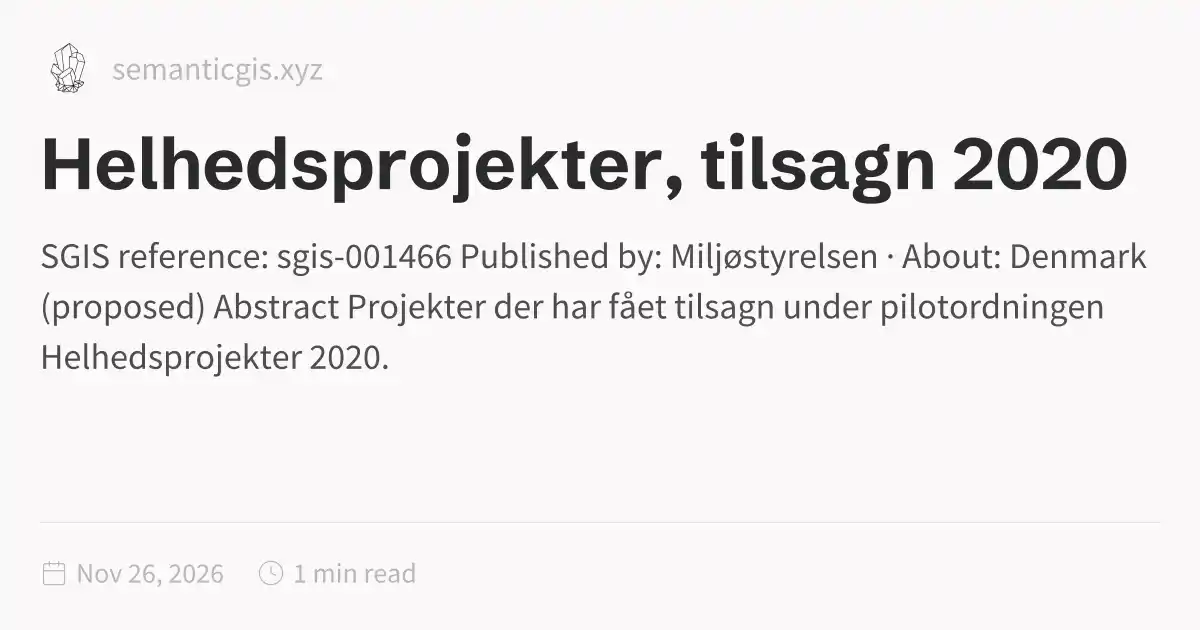 semanticgis.xyz
Helhedsprojekter, tilsagn 2020
SGIS reference: sgis-001466 Published by: Miljøstyrelsen · About: Denmark
(proposed) Abstract Projekter der har fået tilsagn under pilotordningen
Helhedsprojekter 2020.
Nov 26, 2026 1 min read